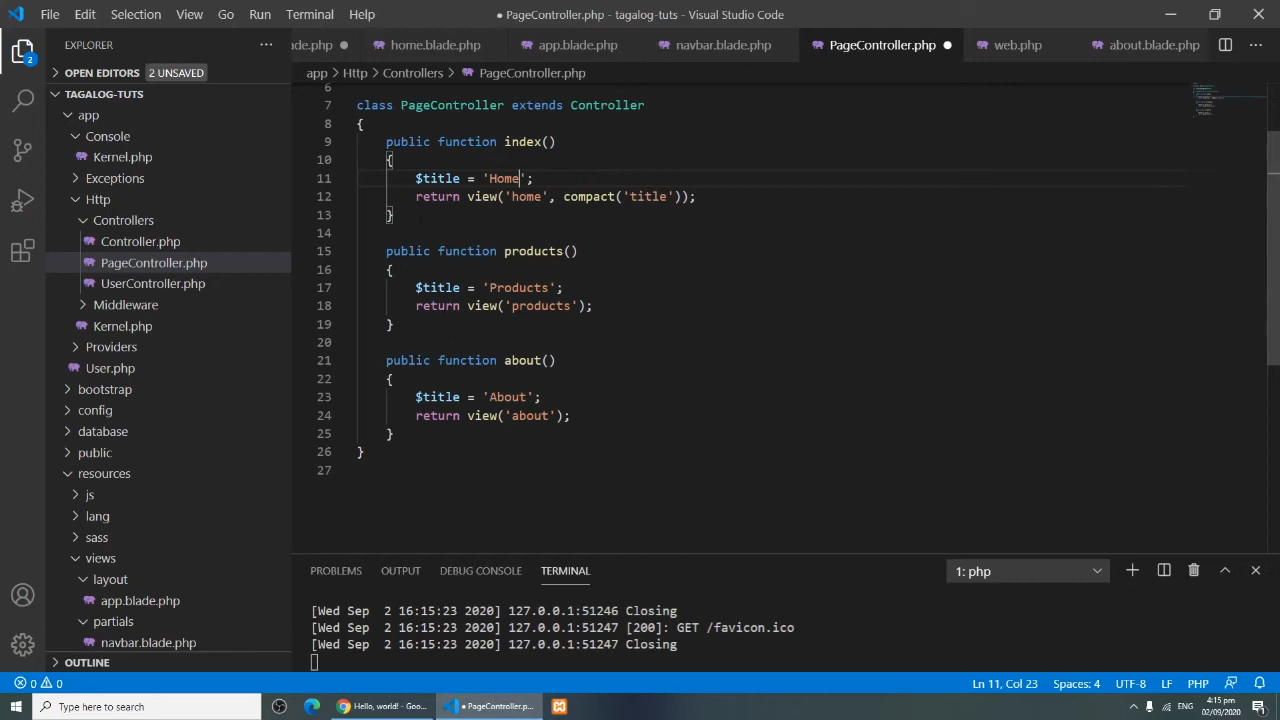 File Edit Selection View Go Run Terminal Help
● PageController.php - tagalog-tuts - Visual Studio Code
EXPLORER
de.php
home.blade.php
app.blade.php
navbar.blade.php
PageController.php
web.php
about.blade.php
2
OPEN EDITORS 2 UNSAVED
app > Http > Controllers > PageController.php
TAGALOG-TUTS
app
Console
Kernel.php
Exceptions
Http
Controllers
Controller.php
PageController.php
UserController.php
Middleware
Kernel.php
Providers
User.php
bootstrap
config
database
public
resources
js
lang
sass
views
layout
app.blade.php
partials
navbar.blade.php
OUTLINE
6
7 class PageController extends Controller
8 {
9 public function index()
10 {
11 $title = 'Home';
12 return view('home', compact('title'));
13 }
14
15 public function products()
16 {
17 $title = 'Products';
18 return view('products');
19 }
20
21 public function about()
22 {
23 $title = 'About';
24 return view('about');
25 }
26 }
27
PROBLEMS OUTPUT DEBUG CONSOLE TERMINAL
1: php
[Wed Sep 2 16:15:23 2020] 127.0.0.1:51246 Closing
[Wed Sep 2 16:15:23 2020] 127.0.0.1:51247 [200]: GET /favicon.ico
[Wed Sep 2 16:15:23 2020] 127.0.0.1:51247 Closing
0 0
Ln 11, Col 23 Spaces: 4 UTF-8 LF PHP
Type here to search
Hello, world! - Goo...
● PageController.p...
ENG
4:15 pm
02/09/2020